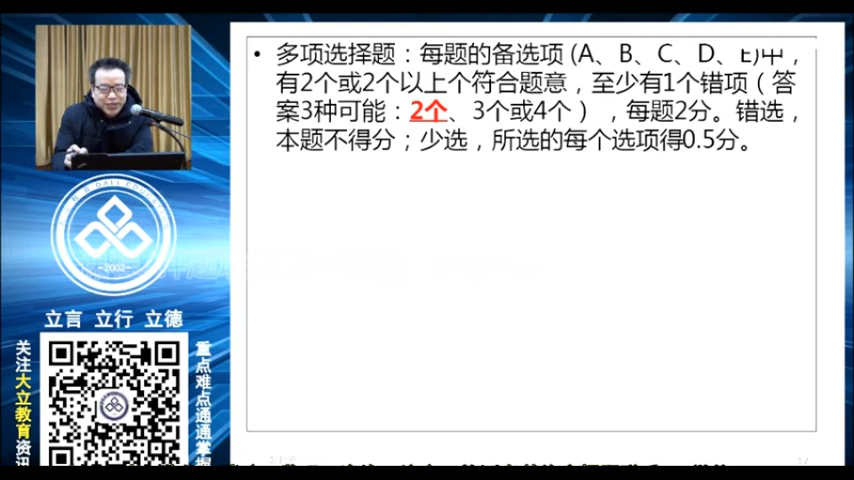 • 多项选择题：每题的备选项 (A、B、C、D、E)中，
有2个或2个以上个符合题意，至少有1个错项（答
案3种可能：2个、3个或4个），每题2分。错选，
本题不得分；少选，所选的每个选项得0.5分。
-2002-
立言 立行 立德
关注大立教育资讯
重点难点通通掌握